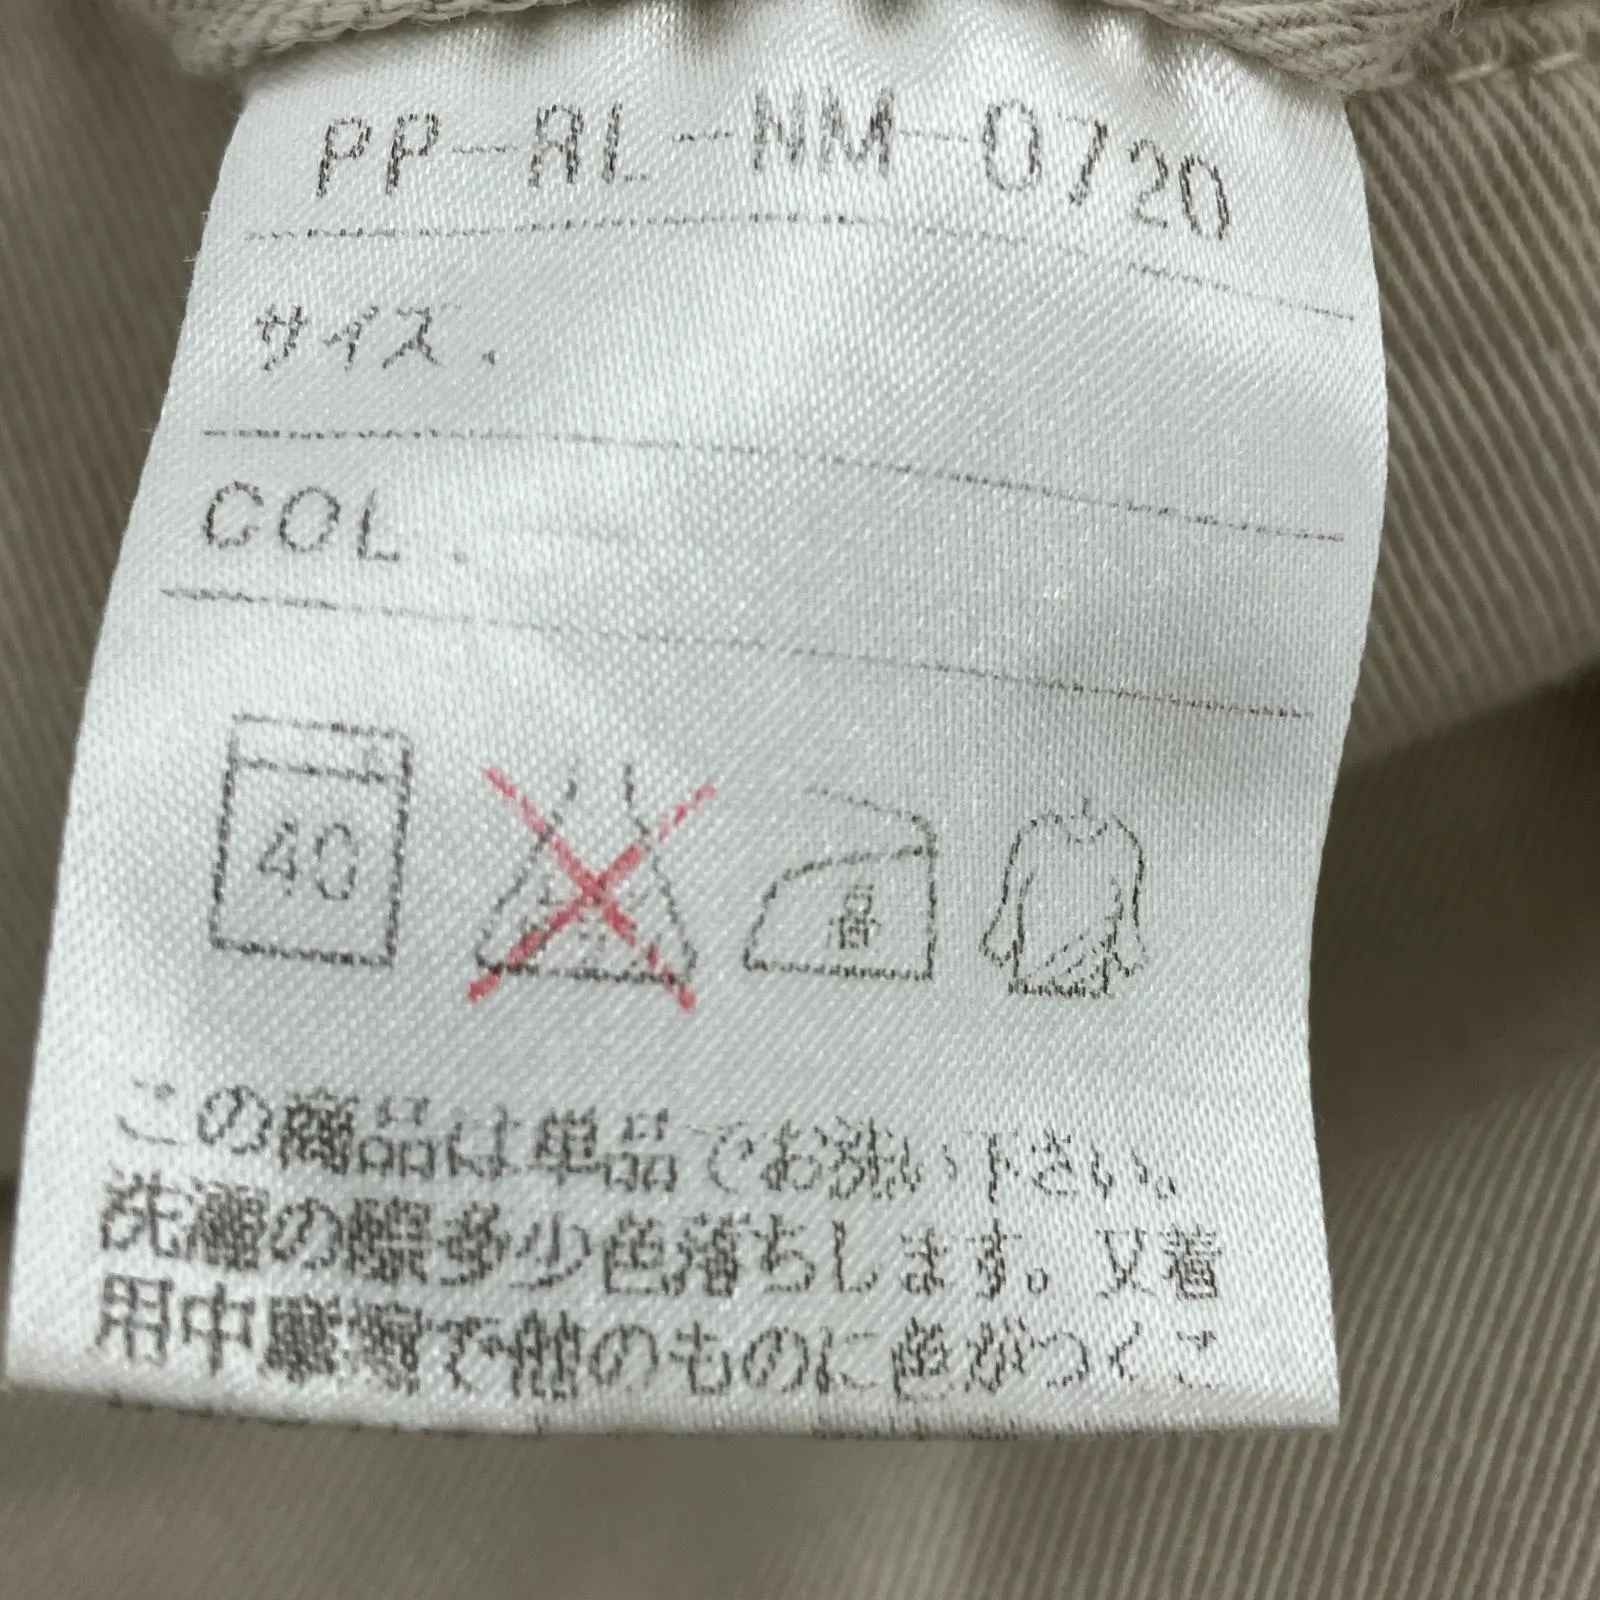 PP-AL-NM-0720
サイズ.
COL.
40
中
この商品は単品でお洗い下さい。
洗濯の際多少色落ちします。又着
用中摩擦で他のものに色がつくこ